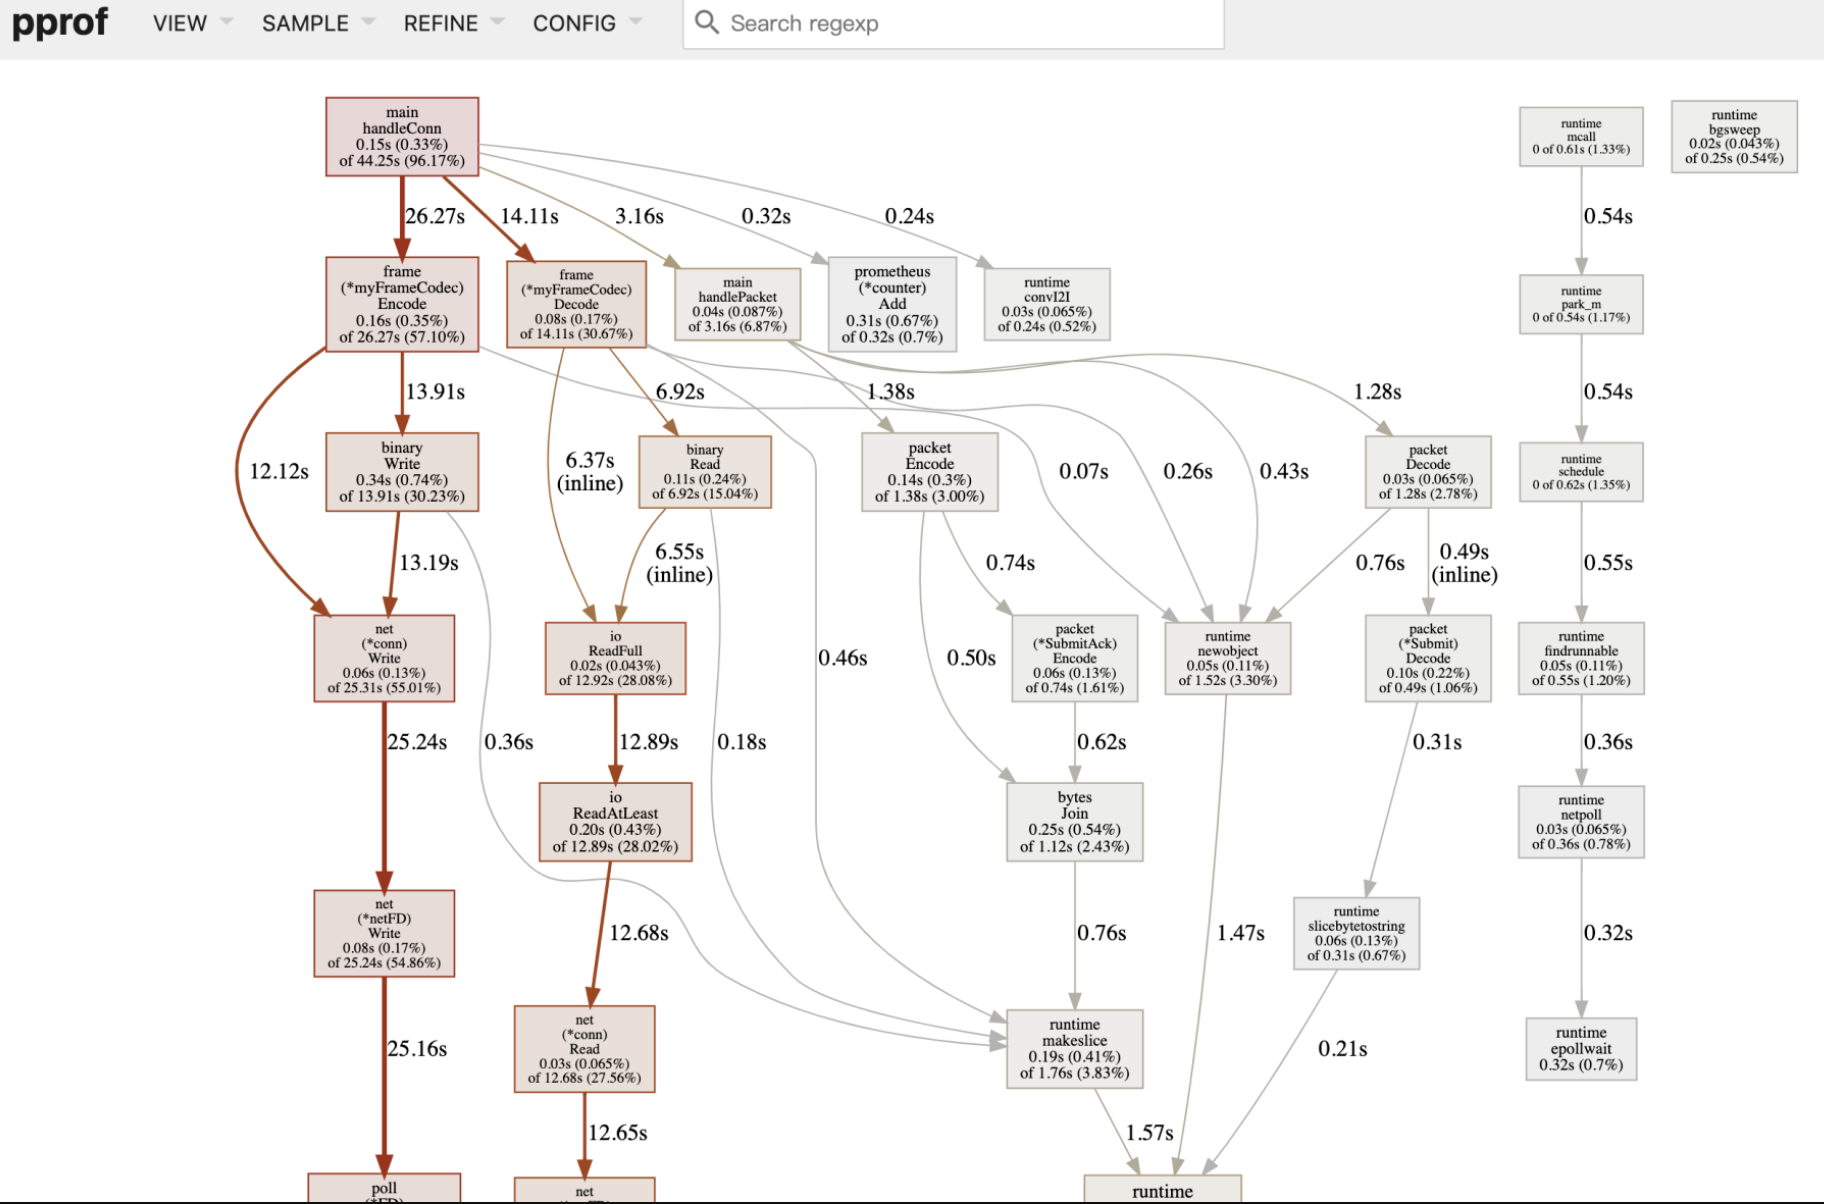 pprof VIEW SAMPLE REFINE CONFIG Search regexp
main
handleConn
0.15s (0.33%)
of 44.25s (96.17%)
runtime
mcall
0 of 0.61s (1.33%)
runtime
bgsweep
0.02s (0.043%)
of 0.25s (0.54%)
26.27s
14.11s
3.16s
0.32s
0.24s
0.54s
frame
(*myFrameCodec)
Encode
0.16s (0.35%)
of 26.27s (57.10%)
frame
(*myFrameCodec)
Decode
0.08s (0.17%)
of 14.11s (30.67%)
main
handlePacket
0.04s (0.087%)
of 3.16s (6.87%)
prometheus
(*counter)
Add
0.31s (0.67%)
of 0.32s (0.7%)
runtime
convI2I
0.03s (0.065%)
of 0.24s (0.52%)
runtime
park_m
0 of 0.54s (1.17%)
13.91s
6.92s
1.38s
1.28s
0.54s
12.12s
binary
Write
0.34s (0.74%)
of 13.91s (30.23%)
6.37s
(inline)
binary
Read
0.11s (0.24%)
of 6.92s (15.04%)
packet
Encode
0.14s (0.3%)
of 1.38s (3.00%)
0.07s
0.26s
0.43s
packet
Decode
0.03s (0.065%)
of 1.28s (2.78%)
runtime
schedule
0 of 0.62s (1.35%)
13.19s
6.55s
(inline)
0.74s
0.76s
0.49s
(inline)
0.55s
net
(*conn)
Write
0.06s (0.13%)
of 25.31s (55.01%)
io
ReadFull
0.02s (0.043%)
of 12.92s (28.08%)
0.46s
0.50s
packet
(*SubmitAck)
Encode
0.06s (0.13%)
of 0.74s (1.61%)
runtime
newobject
0.05s (0.11%)
of 1.52s (3.30%)
packet
(*Submit)
Decode
0.10s (0.22%)
of 0.49s (1.06%)
runtime
findrunnable
0.05s (0.11%)
of 0.55s (1.20%)
25.24s
0.36s
12.89s
0.18s
0.62s
0.31s
0.36s
io
ReadAtLeast
0.20s (0.43%)
of 12.89s (28.02%)
bytes
Join
0.25s (0.54%)
of 1.12s (2.43%)
runtime
netpoll
0.03s (0.065%)
of 0.36s (0.78%)
net
(*netFD)
Write
0.08s (0.17%)
of 25.24s (54.86%)
12.68s
0.76s
1.47s
runtime
slicebytetostring
0.06s (0.13%)
of 0.31s (0.67%)
0.32s
25.16s
net
(*conn)
Read
0.03s (0.065%)
of 12.68s (27.56%)
runtime
makeslice
0.19s (0.41%)
of 1.76s (3.83%)
0.21s
runtime
epollwait
0.32s (0.7%)
12.65s
1.57s
poll
(*FD)
net
runtime